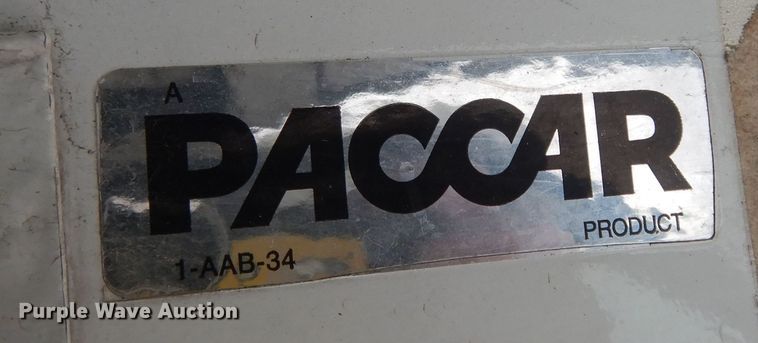 A
PACCAR
PRODUCT
1-AAB-34
Purple Wave Auction